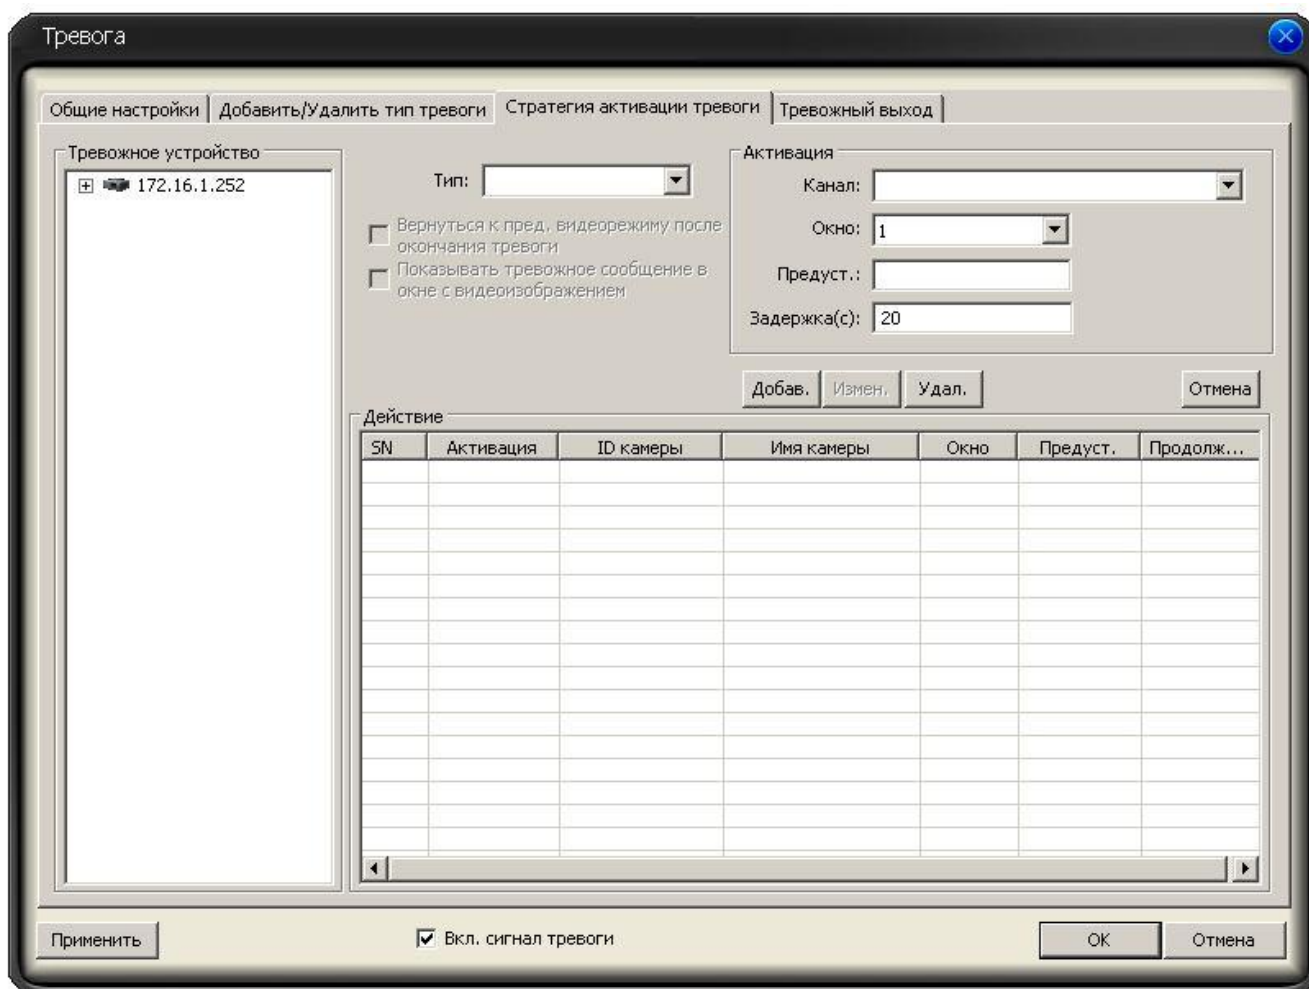 Тревога
Общие настройки
Добавить/Удалить тип тревоги
Стратегия активации тревоги
Тревожный выход
Тревожное устройство
172.16.1.252
Тип:
Вернуться к пред. видеорежиму после
окончания тревоги
Показывать тревожное сообщение в
окне с видеоизображением
Активация
Канал:
Окно: 1
Предуст.:
Задержка(с): 20
Добав. Измен. Удал. Отмена
Действие
SN Активация ID камеры Имя камеры Окно Предуст. Продолж...
Применить
Вкл. сигнал тревоги
OK
Отмена